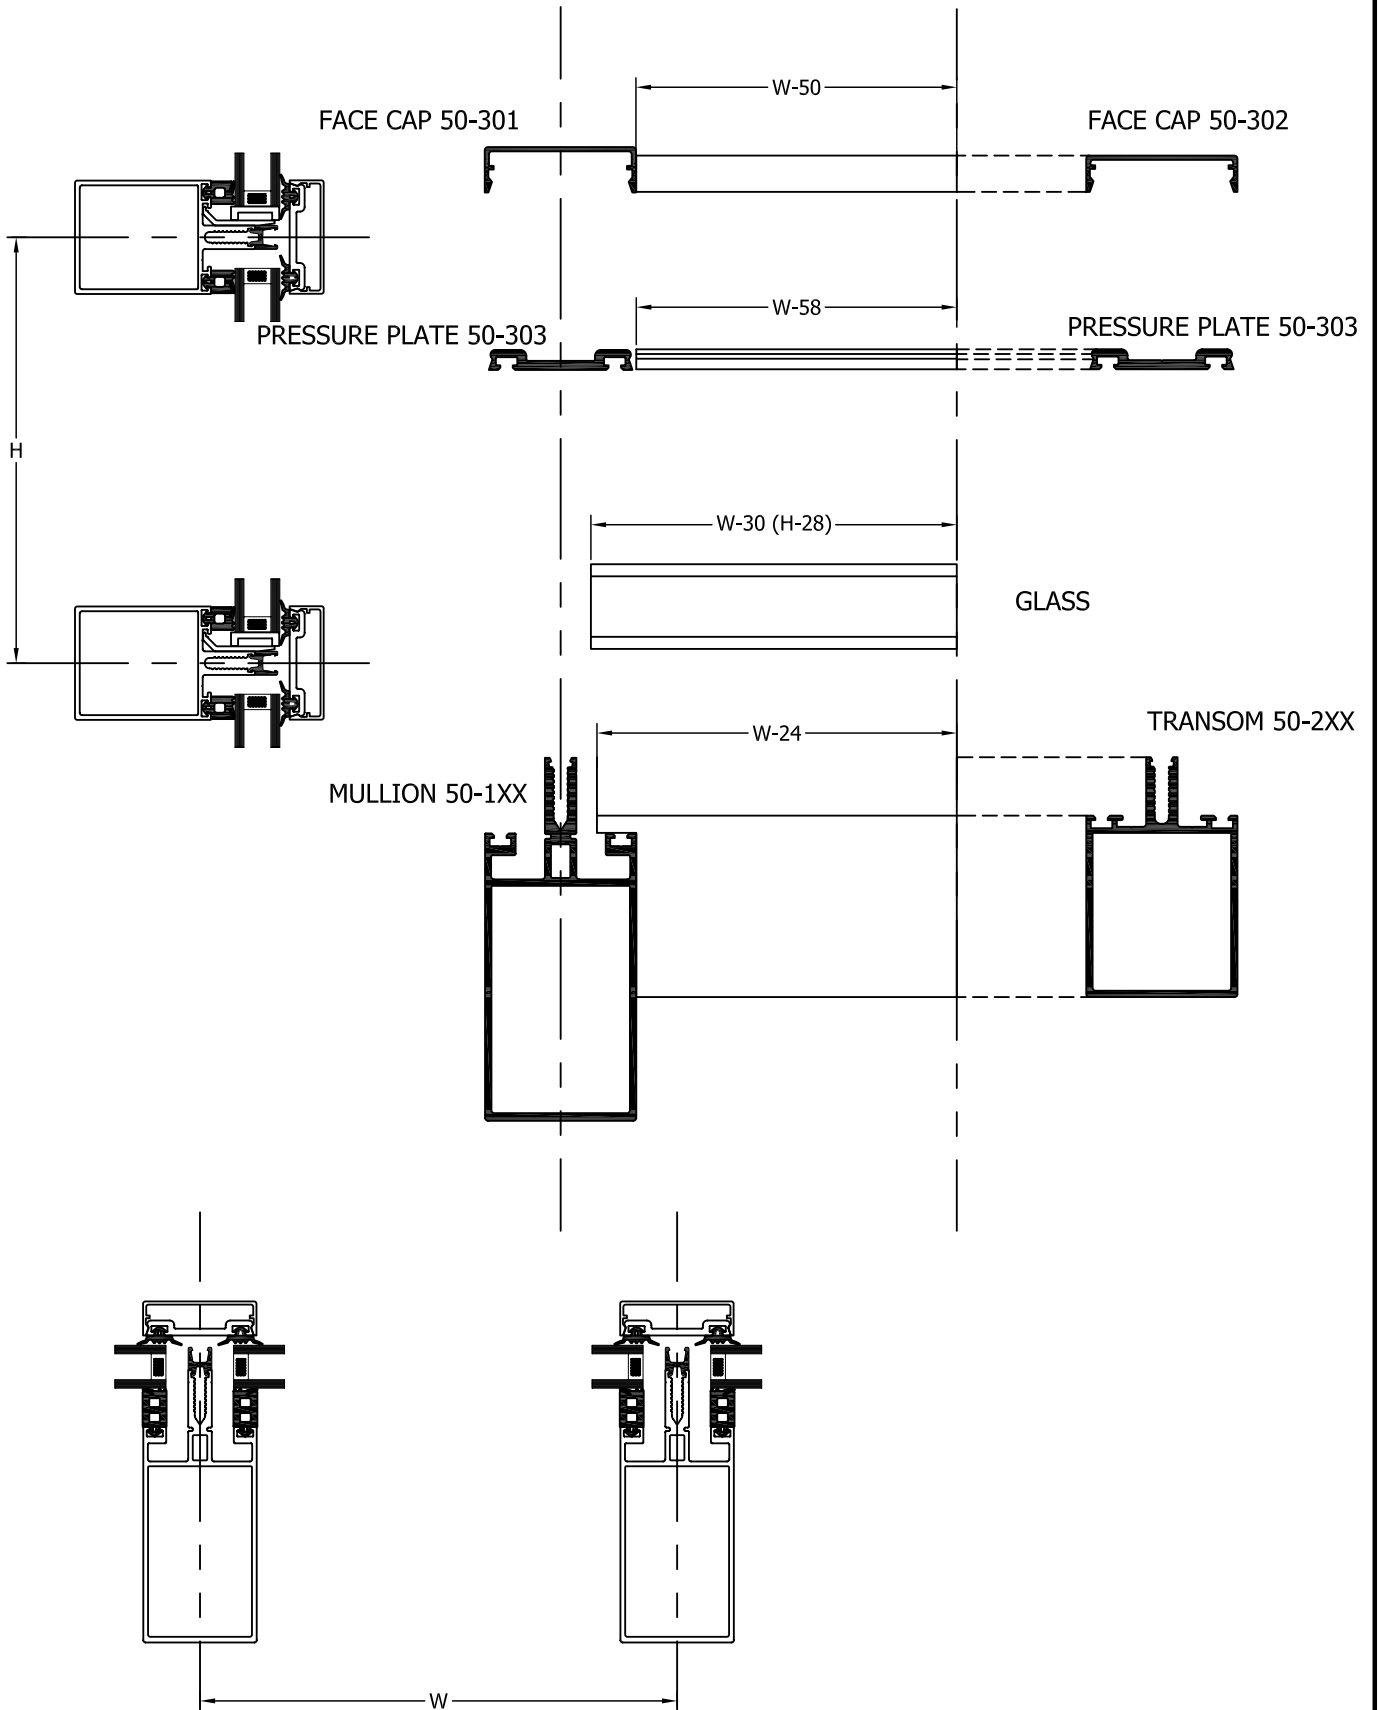 W-50
FACE CAP 50-301
FACE CAP 50-302
W-58
PRESSURE PLATE 50-303
PRESSURE PLATE 50-303
H
W-30 (H-28)
GLASS
TRANSOM 50-2XX
W-24
MULLION 50-1XX
W